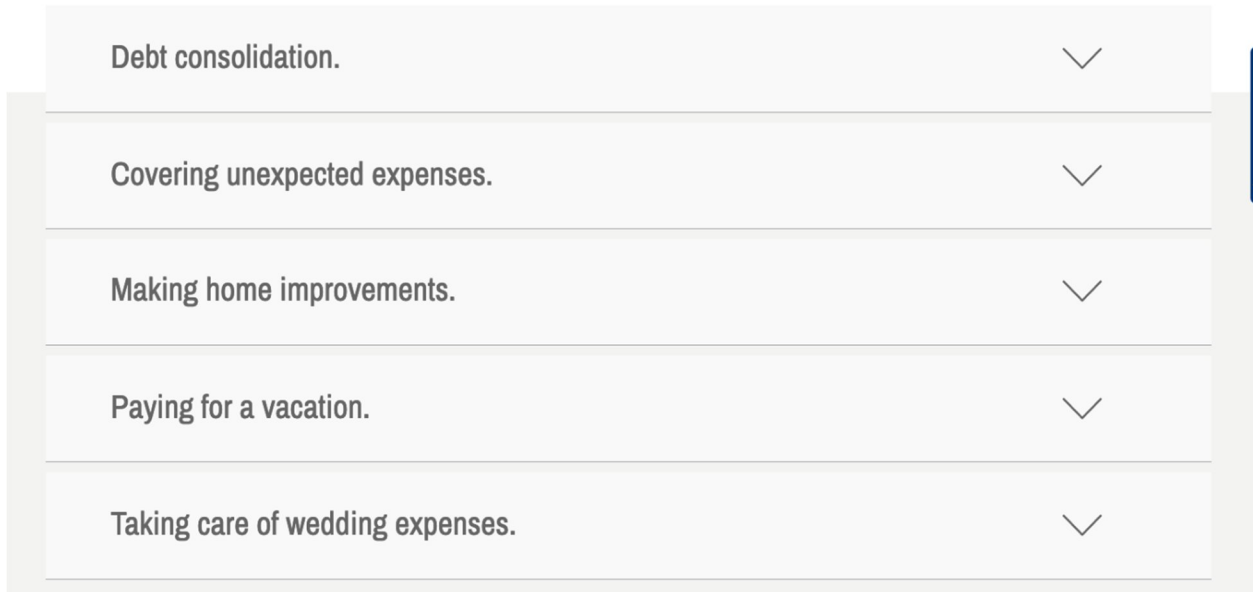 Debt consolidation.
Covering unexpected expenses.
Making home improvements.
Paying for a vacation.
Taking care of wedding expenses.